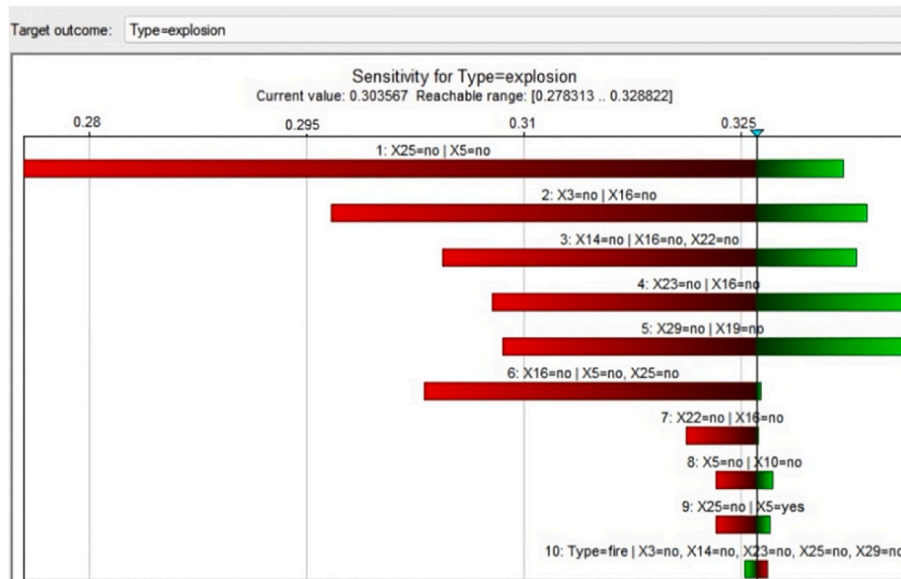 Target outcome: Type=explosion
Sensitivity for Type=explosion
Current value: 0.303567 Reachable range: [0.278313 .. 0.328822]
0.28 0.295 0.31 0.325
1: X25=no | X5=no
2: X3=no | X16=no
3: X14=no | X16=no, X22=no
4: X23=no | X16=no
5: X29=no | X19=no
6: X16=no | X5=no, X25=no
7: X22=no | X16=no
8: X5=no | X10=no
9: X25=no | X5=yes
10: Type=fire | X3=no, X14=no, X23=no, X25=no, X29=no